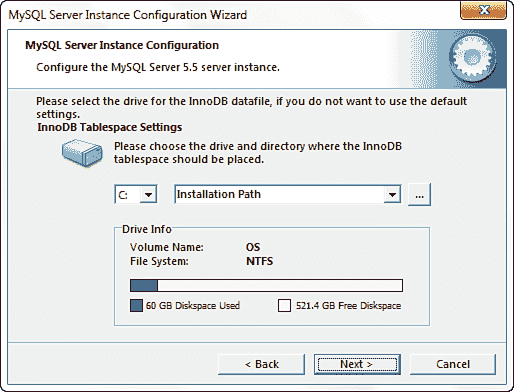 MySQL Server Instance Configuration Wizard
MySQL Server Instance Configuration
Configure the MySQL Server 5.5 server instance.
Please select the drive for the InnoDB datafile, if you do not want to use the default
settings.
InnoDB Tablespace Settings
Please choose the drive and directory where the InnoDB
tablespace should be placed.
C:
Installation Path
...
Drive Info
Volume Name: OS
File System: NTFS
60 GB Diskspace Used
521.4 GB Free Diskspace
< Back
Next >
Cancel